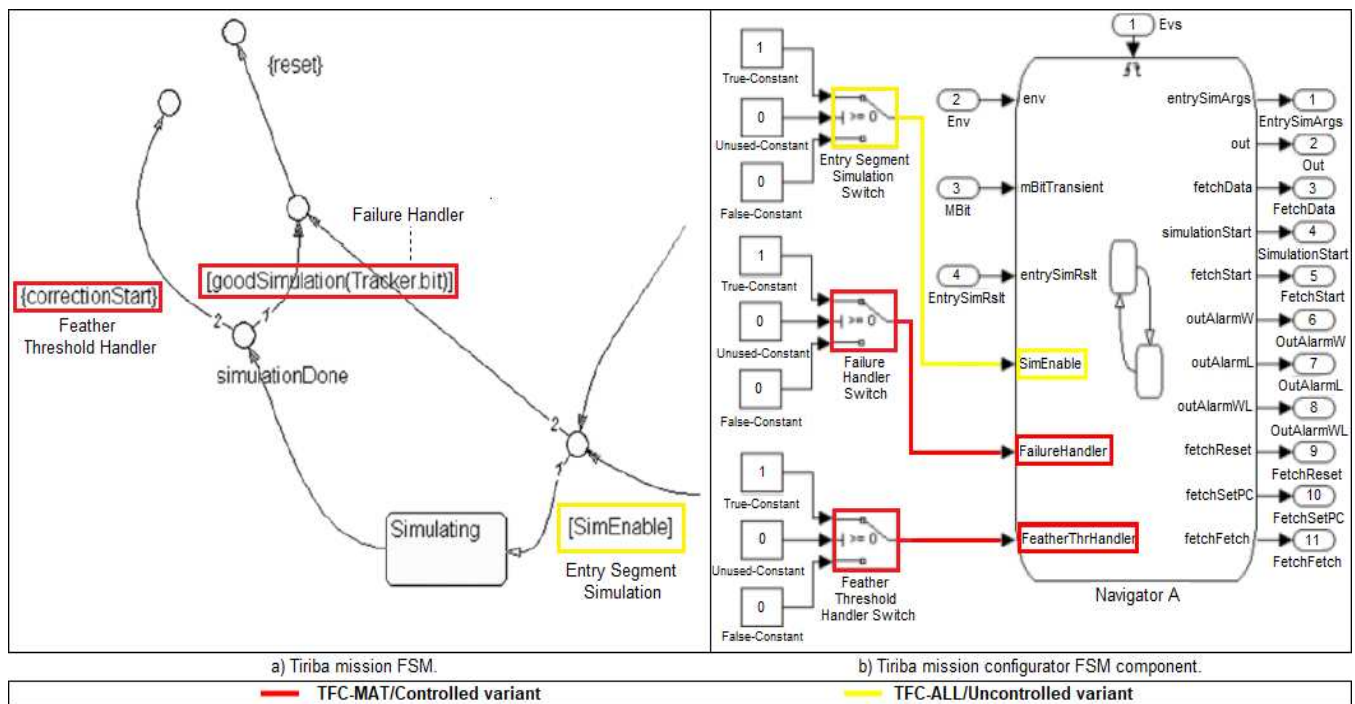 {reset}
Failure Handler
[goodSimulation(Tracker.bit)]
{correctionStart}
Feather
Threshold Handler
2
1
simulationDone
2
1
Simulating
[SimEnable]
Entry Segment
Simulation
a) Tiriba mission FSM.
1
Evs
1
True-Constant
0
Unused-Constant
0
False-Constant
>= 0
Entry Segment
Simulation
Switch
1
True-Constant
0
Unused-Constant
0
False-Constant
>= 0
Failure
Handler
Switch
1
True-Constant
0
Unused-Constant
0
False-Constant
>= 0
Feather
Threshold
Handler Switch
2
Env
3
MBit
4
EntrySimRslt
env
mBitTransient
entrySimRslt
SimEnable
FailureHandler
FeatherThrHandler
entrySimArgs
out
fetchData
simulationStart
fetchStart
outAlarmW
outAlarmL
outAlarmWL
fetchReset
fetchSetPC
fetchFetch
1
EntrySimArgs
2
Out
3
FetchData
4
SimulationStart
5
FetchStart
6
OutAlarmW
7
OutAlarmL
8
OutAlarmWL
9
FetchReset
10
FetchSetPC
11
FetchFetch
Navigator A
b) Tiriba mission configurator FSM component.
TFC-MAT/Controlled variant
TFC-ALL/Uncontrolled variant